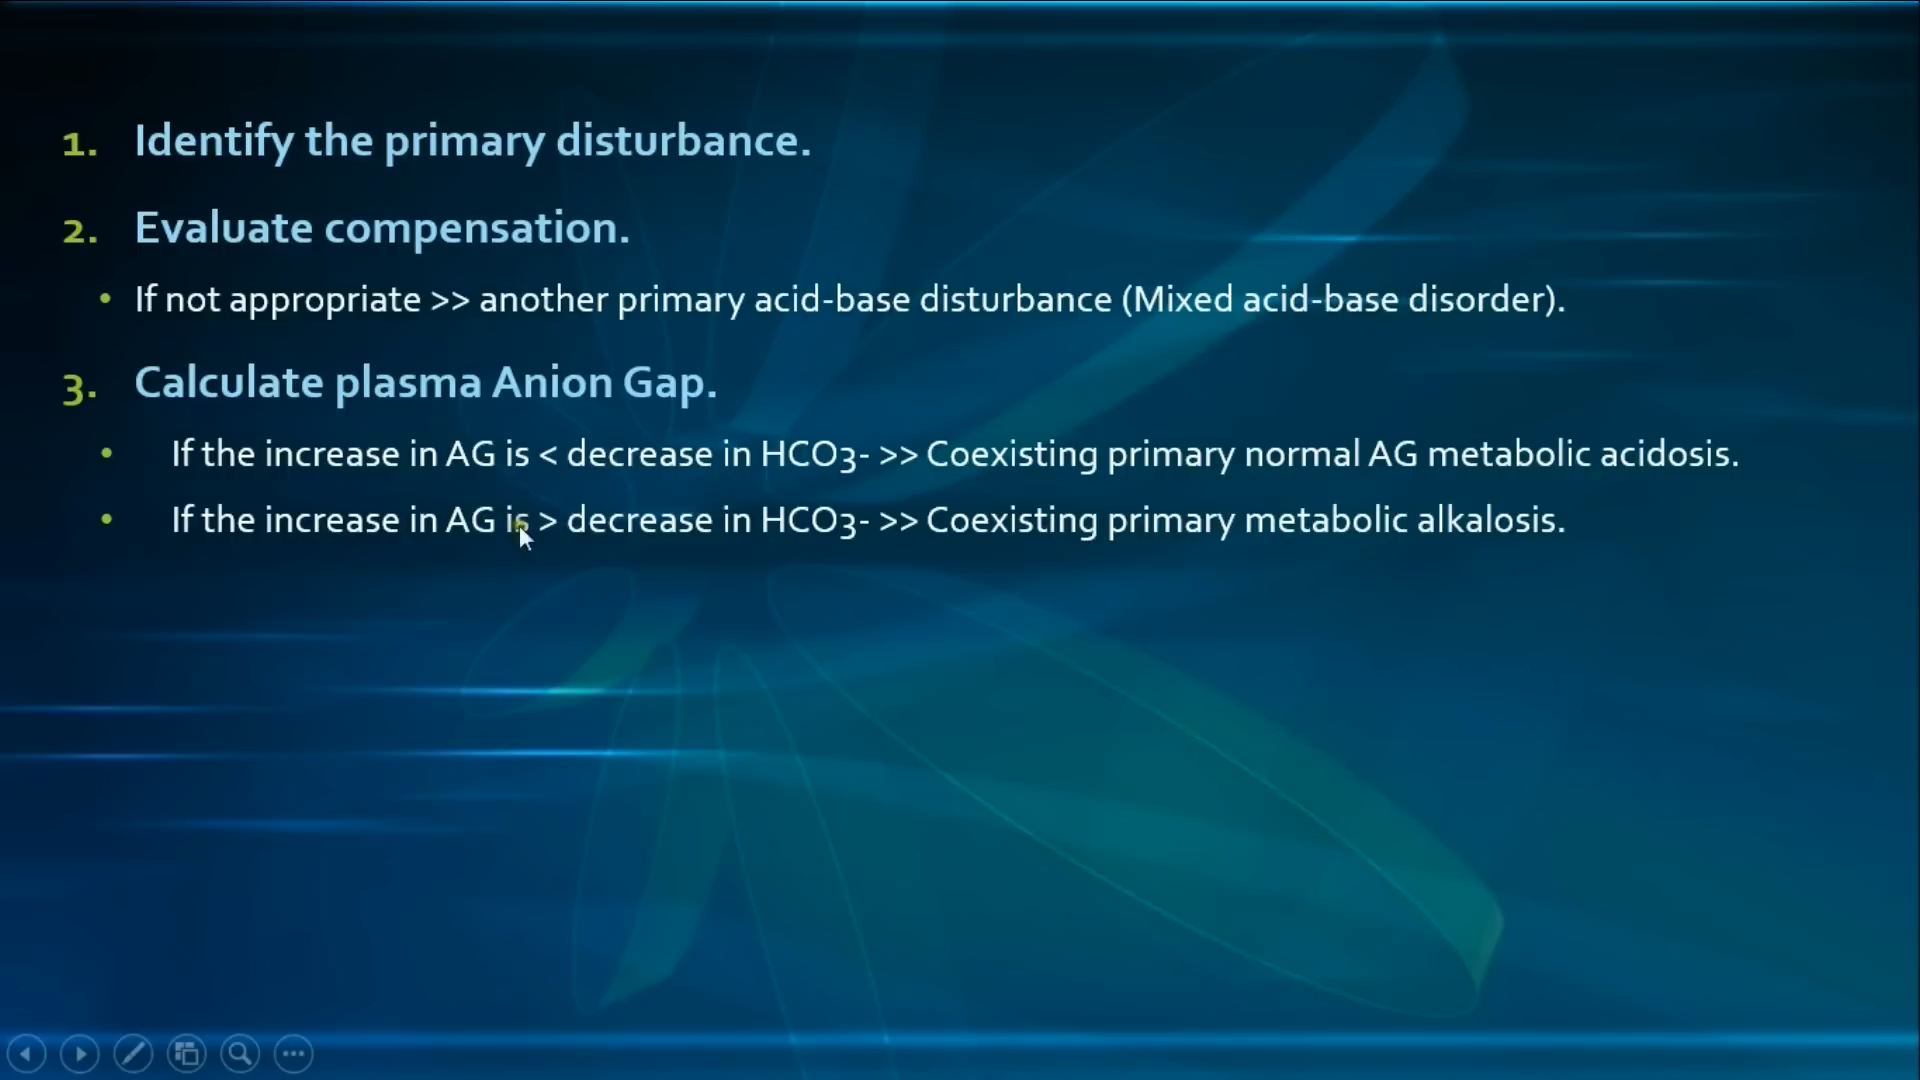 1. Identify the primary disturbance.
2. Evaluate compensation.
• If not appropriate >> another primary acid-base disturbance (Mixed acid-base disorder).
3. Calculate plasma Anion Gap.
• If the increase in AG is < decrease in HCO3- >> Coexisting primary normal AG metabolic acidosis.
• If the increase in AG is > decrease in HCO3- >> Coexisting primary metabolic alkalosis.